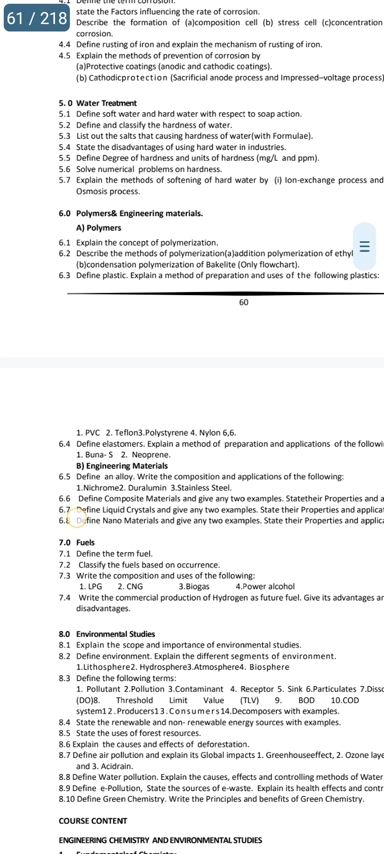 4.1 Define the term corrosion.
61 / 218
state the Factors influencing the rate of corrosion.
Describe the formation of (a)composition cell (b) stress cell (c)concentration
corrosion.
4.4 Define rusting of iron and explain the mechanism of rusting of iron.
4.5 Explain the methods of prevention of corrosion by
(a)Protective coatings (anodic and cathodic coatings).
(b) Cathodicprotection (Sacrificial anode process and Impressed–voltage process)
5. 0 Water Treatment
5.1 Define soft water and hard water with respect to soap action.
5.2 Define and classify the hardness of water.
5.3 List out the salts that causing hardness of water(with Formulae).
5.4 State the disadvantages of using hard water in industries.
5.5 Define Degree of hardness and units of hardness (mg/L and ppm).
5.6 Solve numerical problems on hardness.
5.7 Explain the methods of softening of hard water by (i) Ion-exchange process and
Osmosis process.
6.0 Polymers& Engineering materials.
A) Polymers
6.1 Explain the concept of polymerization.
6.2 Describe the methods of polymerization(a)addition polymerization of ethyl
(b)condensation polymerization of Bakelite (Only flowchart).
6.3 Define plastic. Explain a method of preparation and uses of the following plastics:
60
1. PVC 2. Teflon3.Polystyrene 4. Nylon 6,6.
6.4 Define elastomers. Explain a method of preparation and applications of the followi
1. Buna- S 2. Neoprene.
B) Engineering Materials
6.5 Define an alloy. Write the composition and applications of the following:
1.Nichrome2. Duralumin 3.Stainless Steel.
6.6 Define Composite Materials and give any two examples. Statetheir Properties and a
6.7 Define Liquid Crystals and give any two examples. State their Properties and applicat
6.8 Define Nano Materials and give any two examples. State their Properties and applica
7.0 Fuels
7.1 Define the term fuel.
7.2 Classify the fuels based on occurrence.
7.3 Write the composition and uses of the following:
1. LPG 2. CNG 3.Biogas 4.Power alcohol
7.4 Write the commercial production of Hydrogen as future fuel. Give its advantages an
disadvantages.
8.0 Environmental Studies
8.1 Explain the scope and importance of environmental studies.
8.2 Define environment. Explain the different segments of environment.
1.Lithosphere2. Hydrosphere3.Atmosphere4. Biosphere
8.3 Define the following terms:
1. Pollutant 2.Pollution 3.Contaminant 4. Receptor 5. Sink 6.Particulates 7.Disso
(DO)8. Threshold Limit Value (TLV) 9. BOD 10.COD
system12.Producers13.Consumers14.Decomposers with examples.
8.4 State the renewable and non- renewable energy sources with examples.
8.5 State the uses of forest resources.
8.6 Explain the causes and effects of deforestation.
8.7 Define air pollution and explain its Global impacts 1. Greenhouseeffect, 2. Ozone laye
and 3. Acidrain.
8.8 Define Water pollution. Explain the causes, effects and controlling methods of Water
8.9 Define e-Pollution, State the sources of e-waste. Explain its health effects and contr
8.10 Define Green Chemistry. Write the Principles and benefits of Green Chemistry.
COURSE CONTENT
ENGINEERING CHEMISTRY AND ENVIRONMENTAL STUDIES
1. Fundamentalsof Chemistry